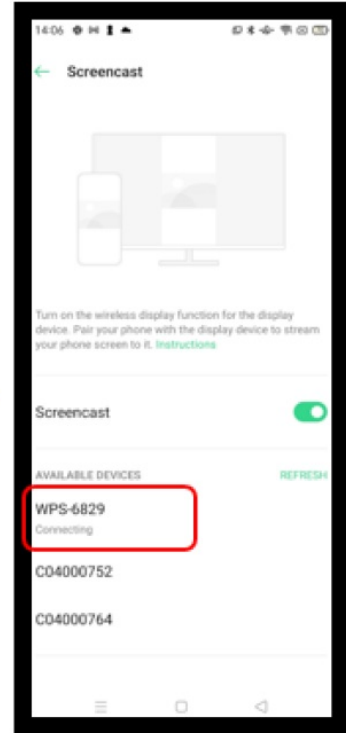 14:06
Screencast
Turn on the wireless display function for the display
device. Pair your phone with the display device to stream
your phone screen to it. Instructions
Screencast
AVAILABLE DEVICES REFRESH
WPS-6829
Connecting
C04000752
C04000764